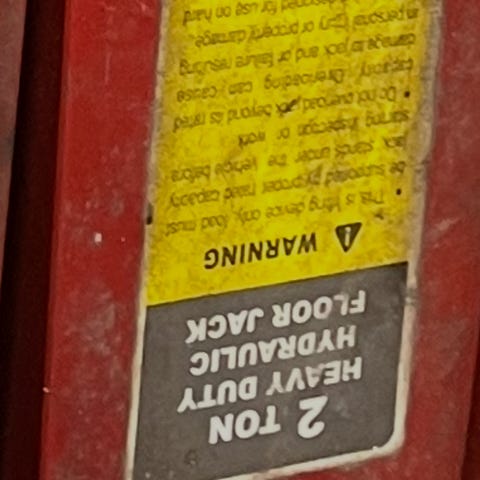 2 TON
HEAVY DUTY
HYDRAULIC
FLOOR JACK
WARNING
This is lifting device only, load must
be supported by proper rated capacity
jack stands under the vehicle before
starting inspection or work
• Do not overload jack beyond its rated
capacity. Overloading can cause
damage to jack and or failure resulting
in personal injury or property damage
designed for use on hard